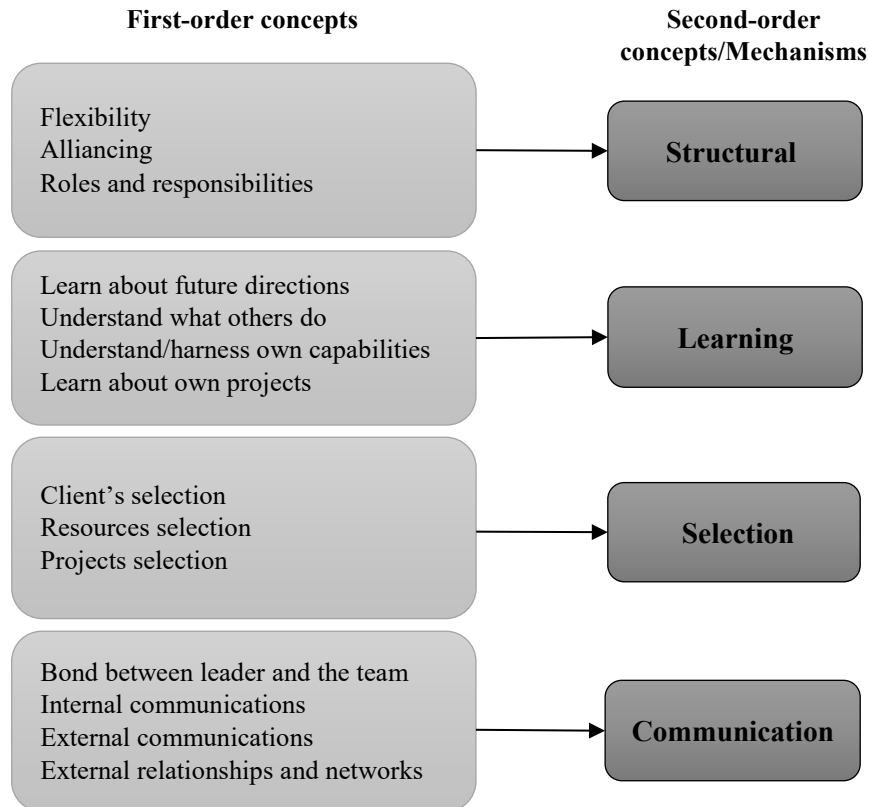 First-order concepts
Second-order
concepts/Mechanisms
Flexibility
Alliancing
Roles and responsibilities
Structural
Learn about future directions
Understand what others do
Understand/harness own capabilities
Learn about own projects
Learning
Client’s selection
Resources selection
Projects selection
Selection
Bond between leader and the team
Internal communications
External communications
External relationships and networks
Communication